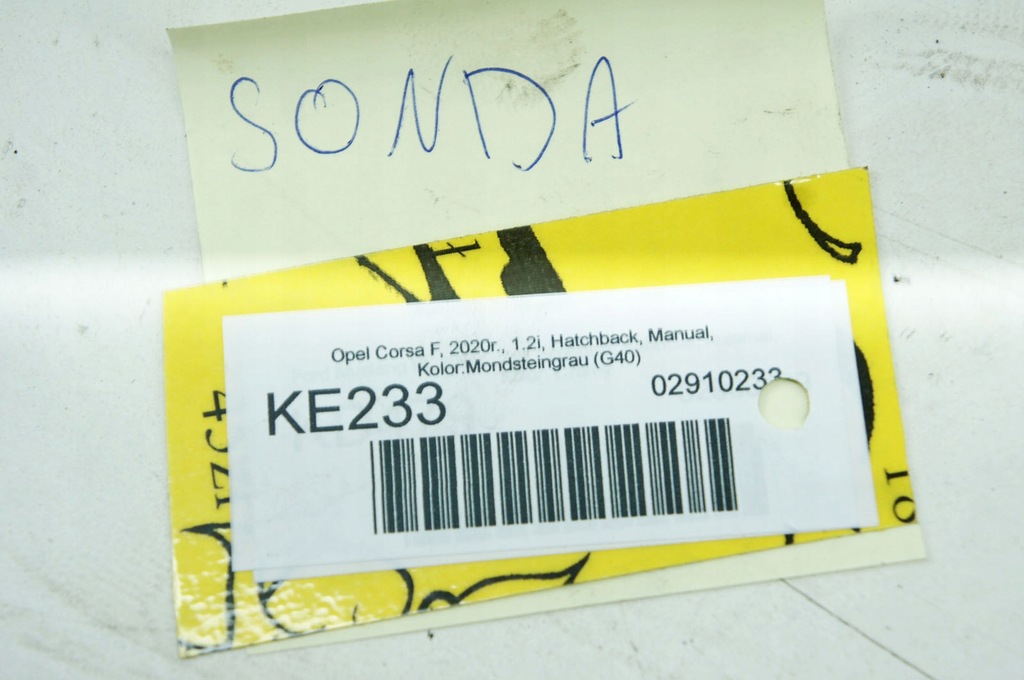 SONDA
Opel Corsa F, 2020r., 1.2i, Hatchback, Manual,
Kolor:Mondsteingrau (G40)
KE233
02910233